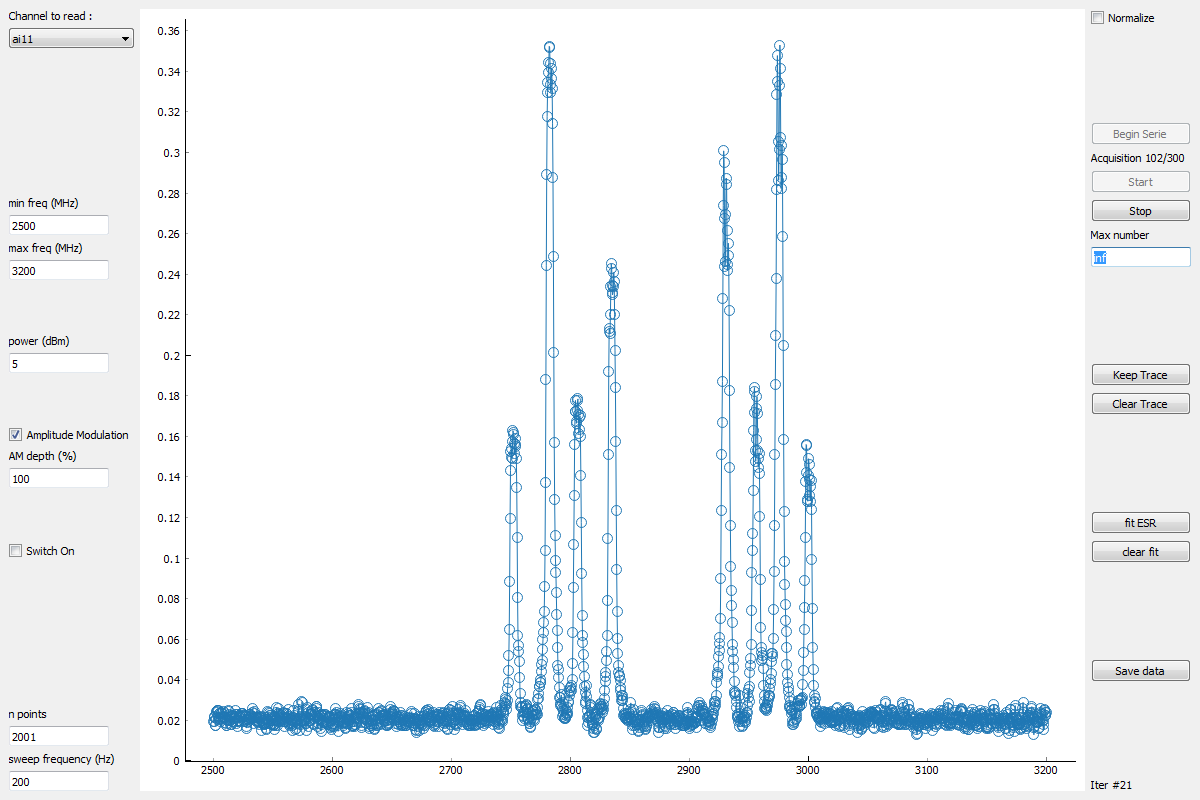 Channel to read :
ai11
min freq (MHz)
2500
max freq (MHz)
3200
power (dBm)
5
Amplitude Modulation
AM depth (%)
100
Switch On
n points
2001
sweep frequency (Hz)
200
0.36
0.34
0.32
0.3
0.28
0.26
0.24
0.22
0.2
0.18
0.16
0.14
0.12
0.1
0.08
0.06
0.04
0.02
0
2500
2600
2700
2800
2900
3000
3100
3200
Normalize
Begin Serie
Acquisition 102/300
Start
Stop
Max number
inf
Keep Trace
Clear Trace
fit ESR
clear fit
Save data
Iter #21